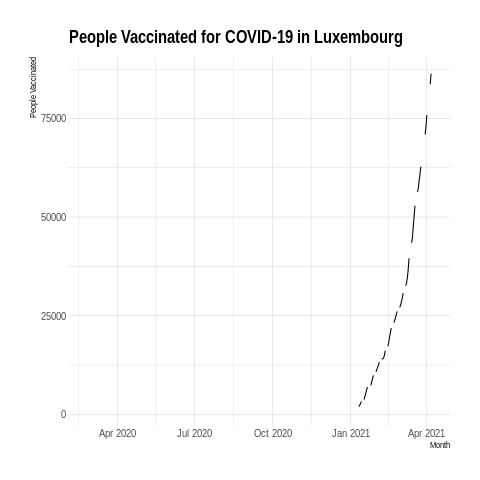 People Vaccinated for COVID-19 in Luxembourg
People Vaccinated
75000
50000
25000
0
Apr 2020 Jul 2020 Oct 2020 Jan 2021 Apr 2021
Month